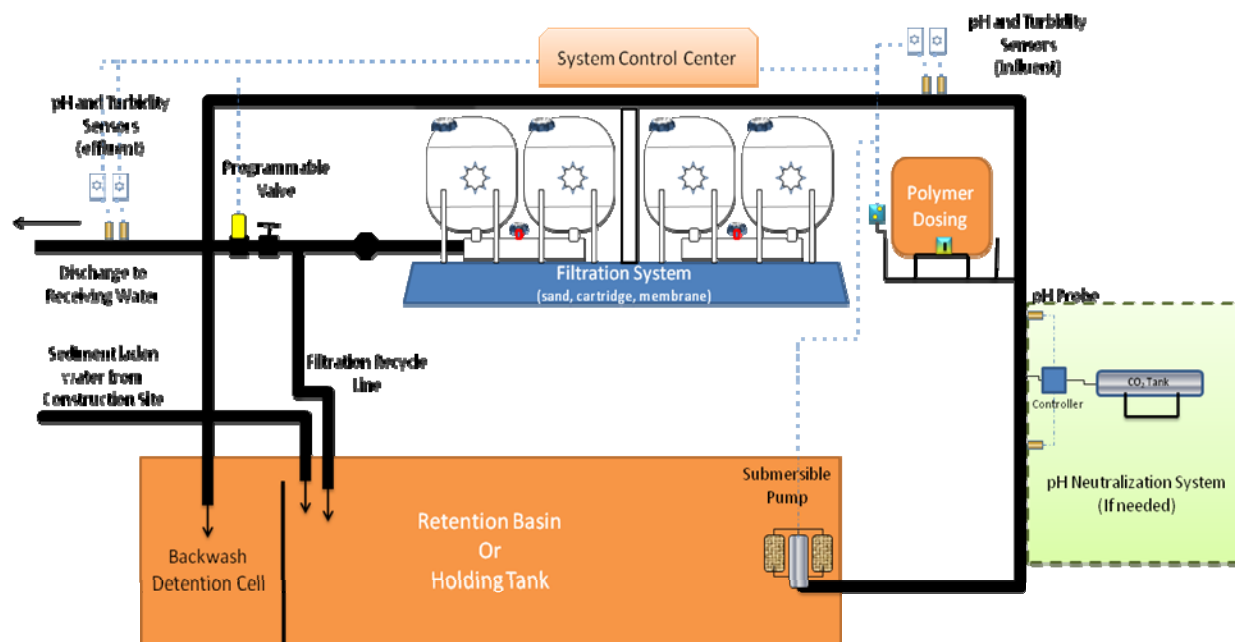 pH and Turbidity
Sensors
(Influent)
System Control Center
pH and Turbidity
Sensors
(effluent)
Programmable
Valve
Polymer
Dosing
Discharge to
Receiving Water
Filtration System
(sand, cartridge, membrane)
pH Probe
Sediment laden
water from
Construction Site
Filtration Recycle
Line
CO₂ Tank
Controller
Submersible
Pump
pH Neutralization System
(If needed)
Retention Basin
Or
Holding Tank
Backwash
Detention Cell